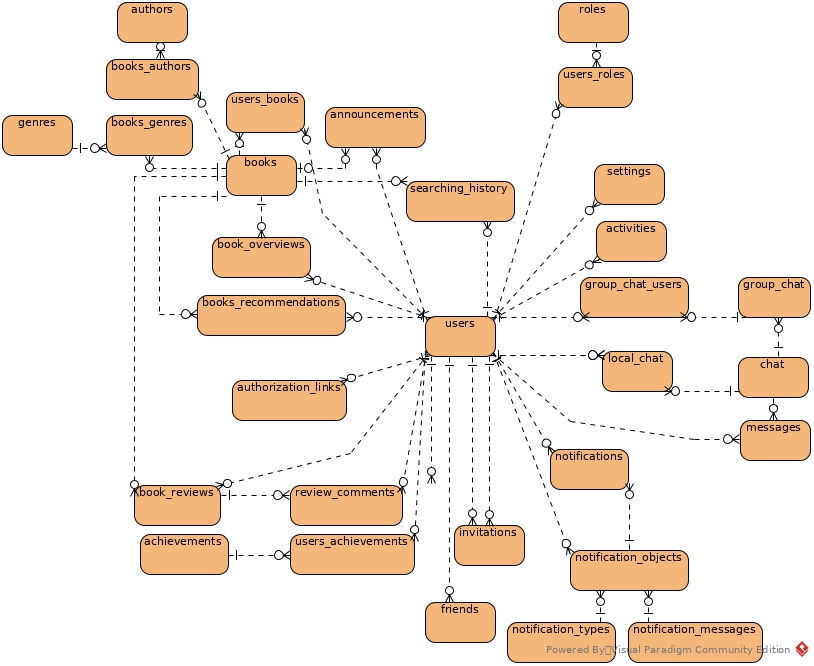 authors
roles
books_authors
users_roles
users_books
announcements
genres
books_genres
books
settings
searching_history
activities
book_overviews
group_chat_users
group_chat
books_recommendations
users
local_chat
chat
authorization_links
messages
notifications
book_reviews
review_comments
achievements
users_achievements
invitations
notification_objects
friends
notification_types
notification_messages
Powered By Visual Paradigm Community Edition